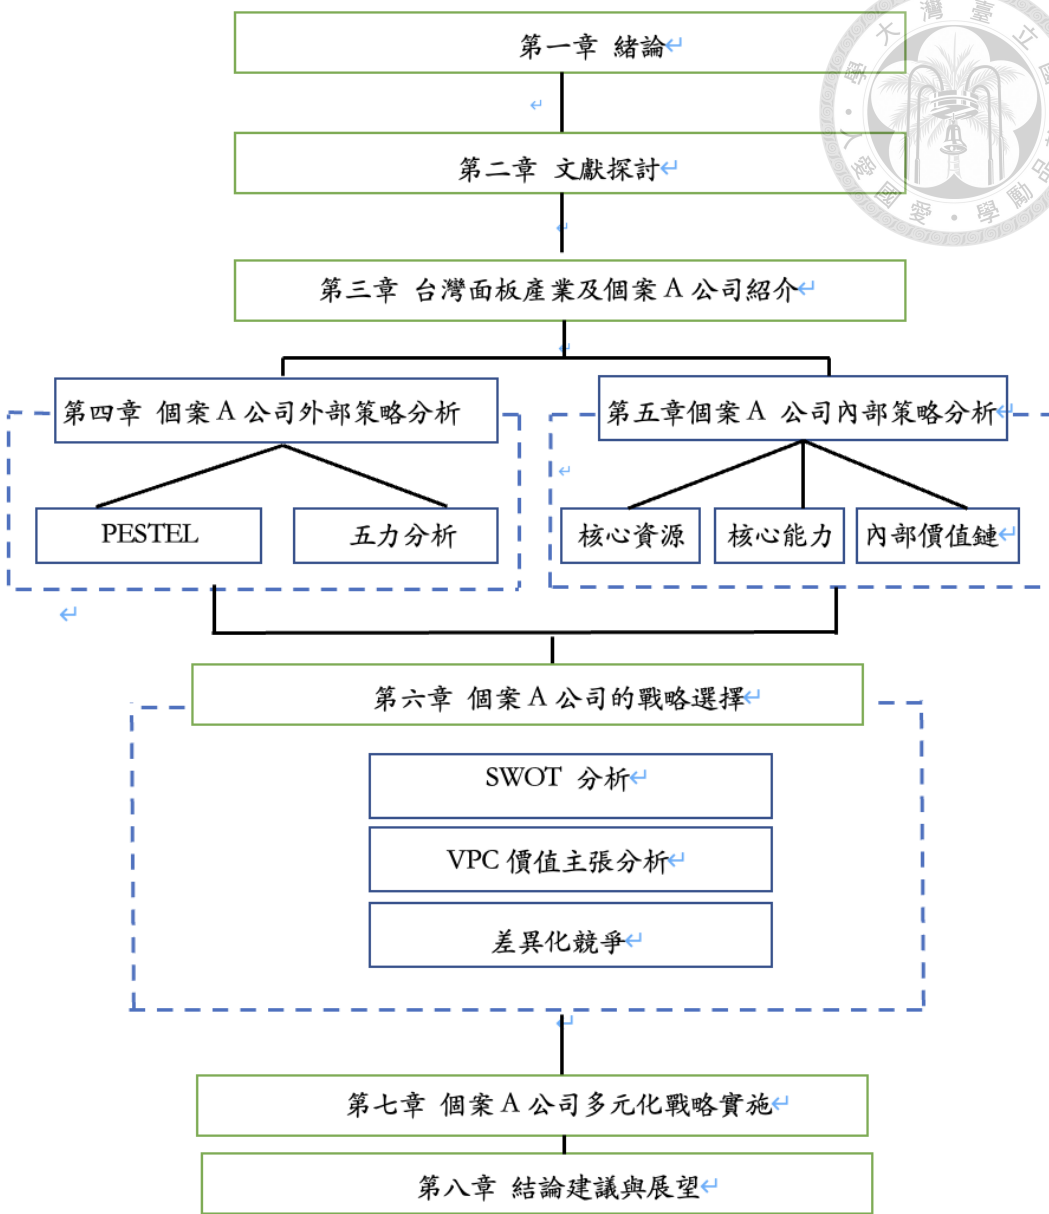 第一章 緒論
第二章 文獻探討
第三章 台灣面板產業及個案 A 公司紹介
第四章 個案 A 公司外部策略分析
第五章個案 A 公司內部策略分析
PESTEL
五力分析
核心資源
核心能力
內部價值鏈
第六章 個案 A 公司的戰略選擇
SWOT 分析
VPC 價值主張分析
差異化競爭
第七章 個案 A 公司多元化戰略實施
第八章 結論建議與展望